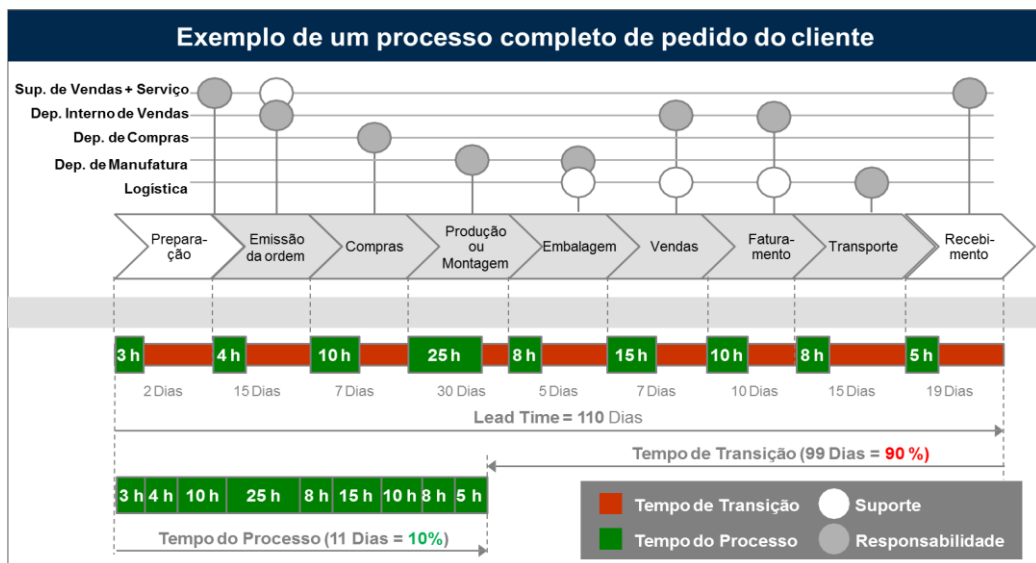 Exemplo de um processo completo de pedido do cliente
Sup. de Vendas + Serviço
Dep. Interno de Vendas
Dep. de Compras
Dep. de Manufatura
Logística
Prepara-
ção
Emissão
da ordem
Compras
Produção
ou
Montagem
Embalagem
Vendas
Fatura-
mento
Transporte
Recebi-
mento
3 h 4 h 10 h 25 h 8 h 15 h 10 h 8 h 5 h
2 Dias 15 Dias 7 Dias 30 Dias 5 Dias 7 Dias 10 Dias 15 Dias 19 Dias
Lead Time = 110 Dias
Tempo de Transição (99 Dias = 90 %)
3 h 4 h 10 h 25 h 8 h 15 h 10 h 8 h 5 h
Tempo do Processo (11 Dias = 10%)
Tempo de Transição Suporte
Tempo do Processo Responsabilidade